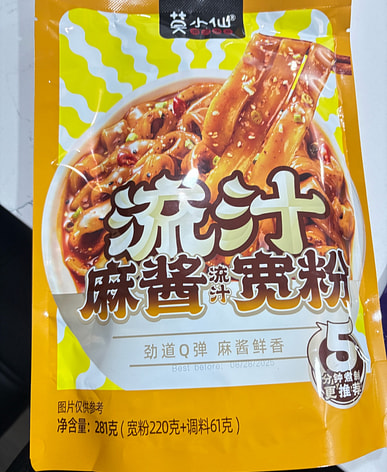 莫小仙®
流汁
麻酱流汁宽粉
劲道Q弹 麻酱鲜香
Best before:
5
分钟煮制
更推荐
图片仅供参考
净含量：281克（宽粉220克+调料61克）